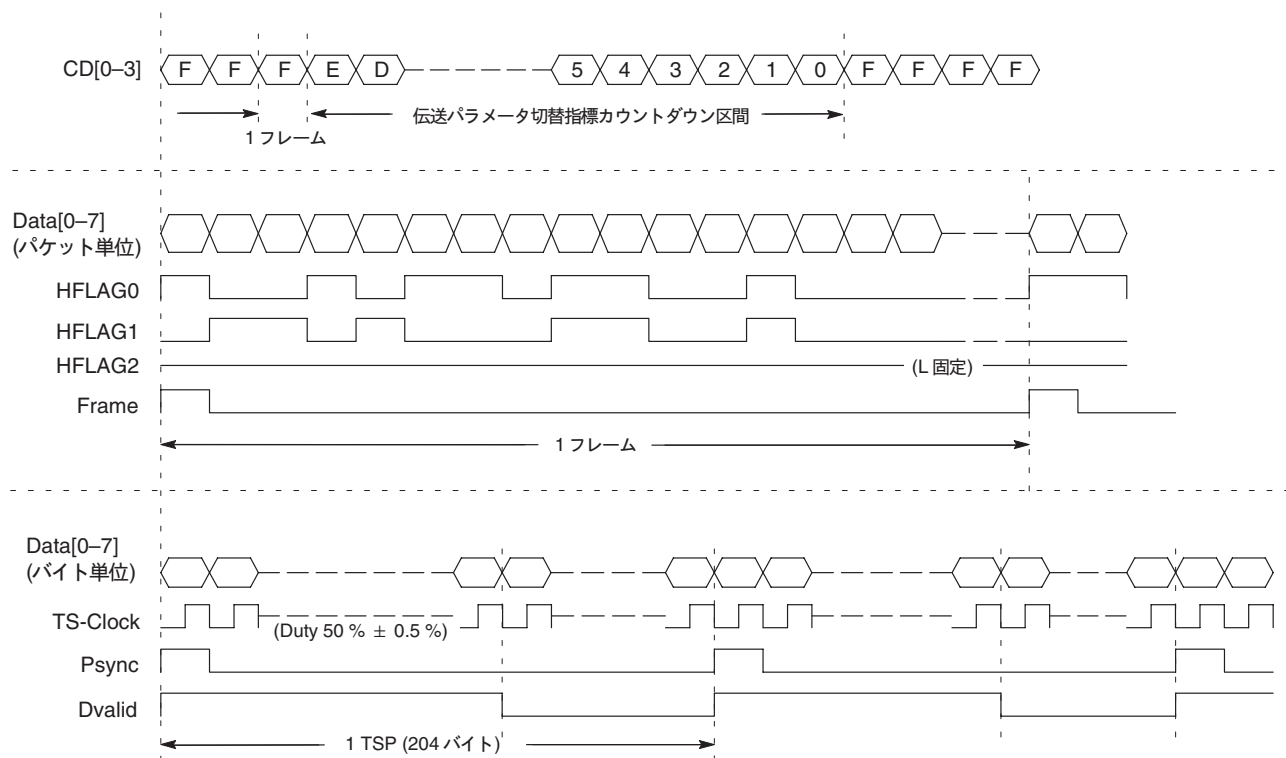 CD[0–3] F F F E D 5 4 3 2 1 0 F F F F
伝送パラメータ切替指標カウントダウン区間
1 フレーム
Data[0–7]
(パケット単位)
HFLAG0
HFLAG1
HFLAG2
(L 固定)
Frame
1 フレーム
Data[0–7]
(バイト単位)
TS-Clock
(Duty 50 % ± 0.5 %)
Psync
Dvalid
1 TSP (204 バイト)